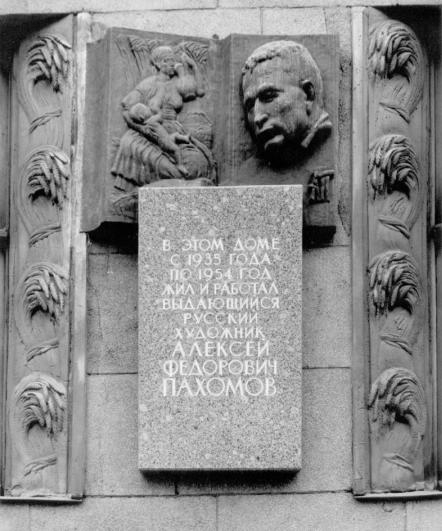 В ЭТОМ ДОМЕ
С 1935 ГОДА
ПО 1954 ГОД
ЖИЛ И РАБОТАЛ
ВЫДАЮЩИЙСЯ
РУССКИЙ
ХУДОЖНИК
АЛЕКСЕЙ
ФЕДОРОВИЧ
ПАХОМОВ